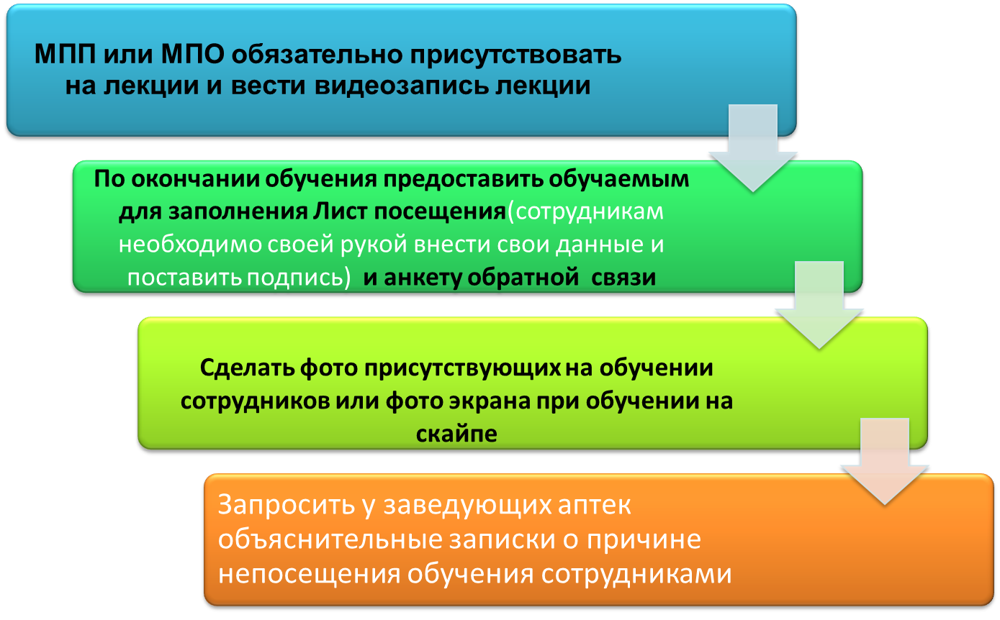 МПП или МПО обязательно присутствовать
на лекции и вести видеозапись лекции
По окончании обучения предоставить обучаемым
для заполнения Лист посещения(сотрудникам
необходимо своей рукой внести свои данные и
поставить подпись)  и анкету обратной  связи
Сделать фото присутствующих на обучении
сотрудников или фото экрана при обучении на
скайпе
Запросить у заведующих аптек
объяснительные записки о причине
непосещения обучения сотрудниками